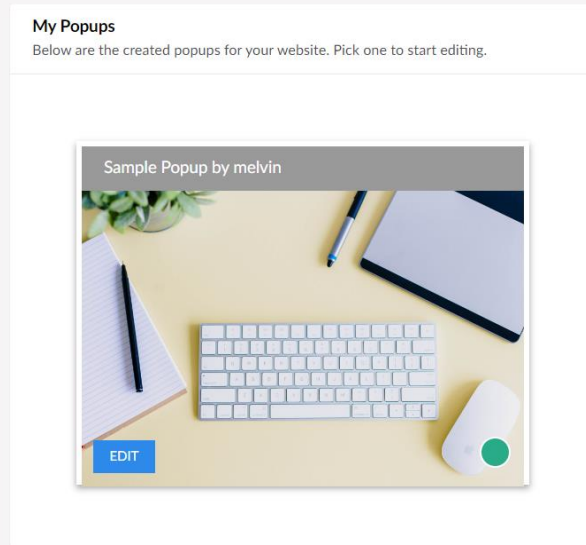 My Popups
Below are the created popups for your website. Pick one to start editing.
Sample Popup by melvin
EDIT